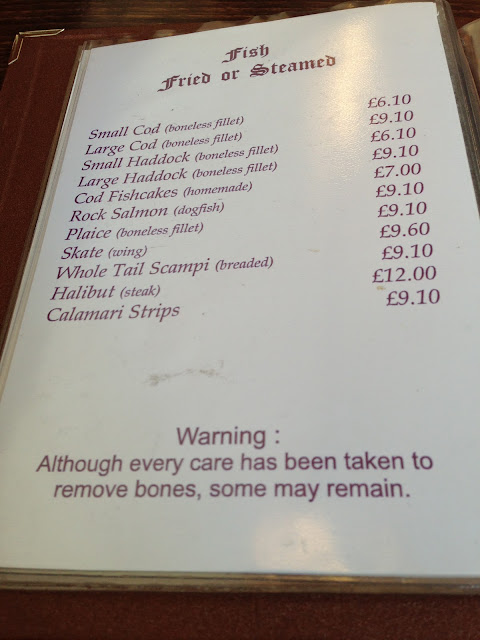 Fish
Fried or Steamed
Small Cod (boneless fillet) £6.10
Large Cod (boneless fillet) £9.10
Small Haddock (boneless fillet) £6.10
Large Haddock (boneless fillet) £9.10
Cod Fishcakes (homemade) £7.00
Rock Salmon (dogfish) £9.10
Plaice (boneless fillet) £9.10
Skate (wing) £9.60
Whole Tail Scampi (breaded) £9.10
Halibut (steak) £12.00
Calamari Strips £9.10
Warning :
Although every care has been taken to
remove bones, some may remain.